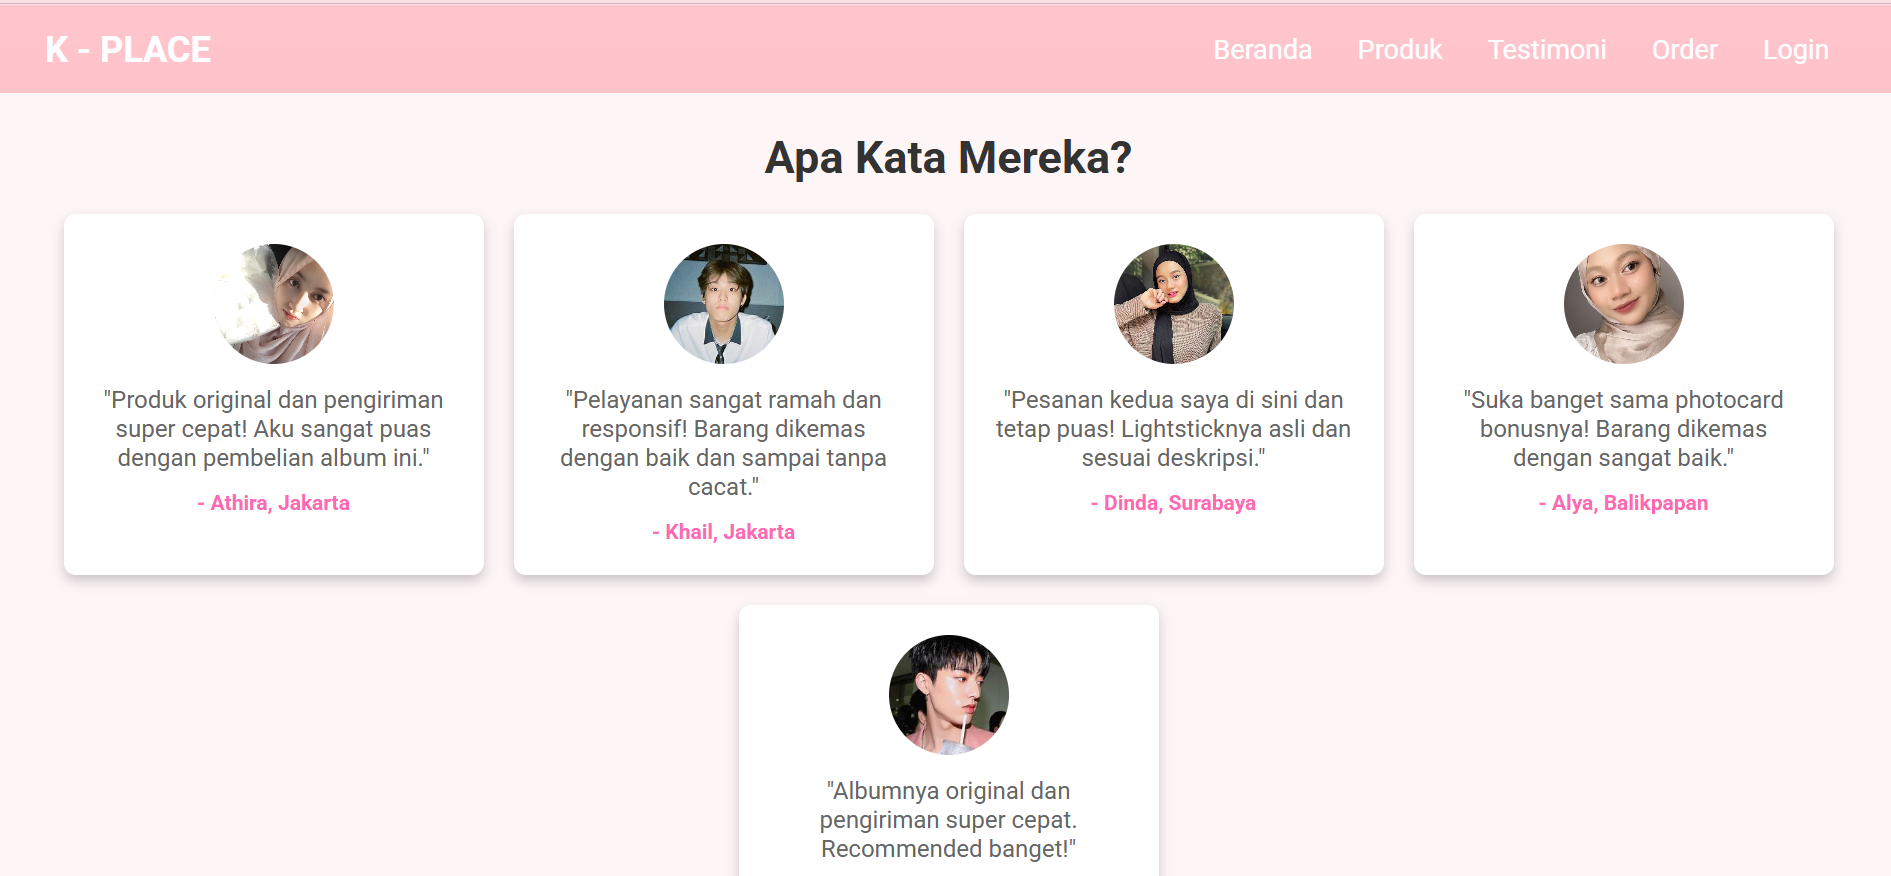 K - PLACE
Beranda Produk Testimoni Order Login
Apa Kata Mereka?
"Produk original dan pengiriman
super cepat! Aku sangat puas
dengan pembelian album ini."
- Athira, Jakarta
"Pelayanan sangat ramah dan
responsif! Barang dikemas
dengan baik dan sampai tanpa
cacat."
- Khail, Jakarta
"Pesanan kedua saya di sini dan
tetap puas! Lightsticknya asli dan
sesuai deskripsi."
- Dinda, Surabaya
"Suka banget sama photocard
bonusnya! Barang dikemas
dengan sangat baik."
- Alya, Balikpapan
"Albumnya original dan
pengiriman super cepat.
Recommended banget!"